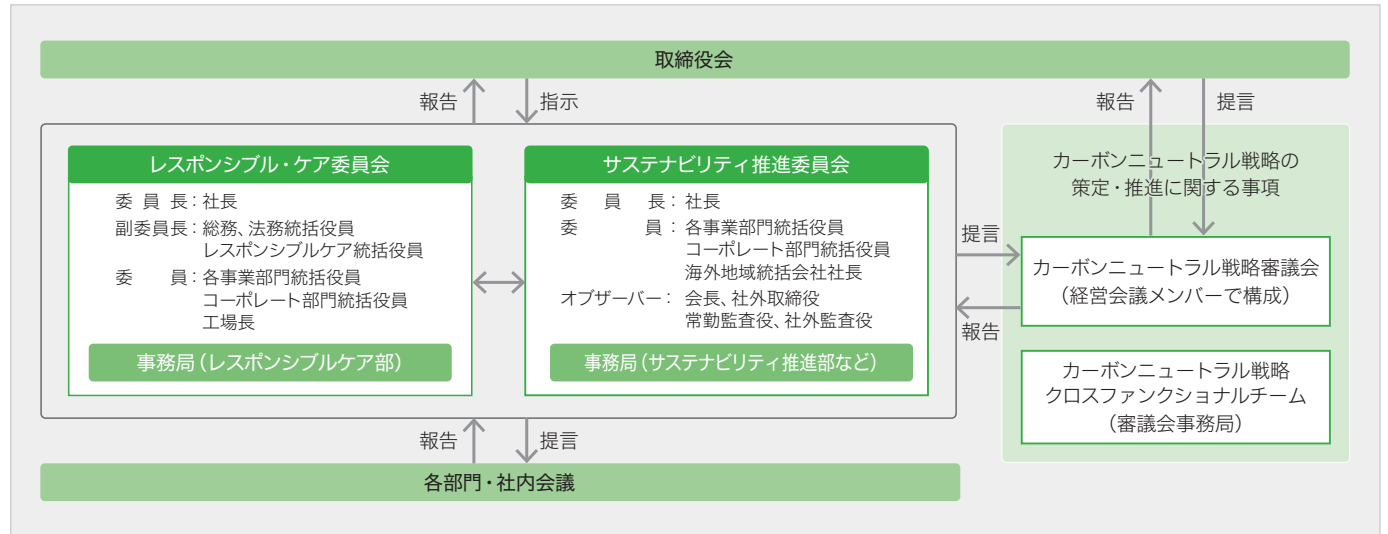 取締役会
報告
指示
報告
提言
レスポンシブル・ケア委員会
委員長：社長
副委員長：総務、法務統括役員
レスポンシブルケア統括役員
委員：各事業部門統括役員
コーポレート部門統括役員
工場長
事務局（レスポンシブルケア部）
サステナビリティ推進委員会
委員長：社長
委員：各事業部門統括役員
コーポレート部門統括役員
海外地域統括会社社長
オブザーバー：会長、社外取締役
常勤監査役、社外監査役
事務局（サステナビリティ推進部など）
提言
報告
カーボンニュートラル戦略の
策定・推進に関する事項
カーボンニュートラル戦略審議会
（経営会議メンバーで構成）
カーボンニュートラル戦略
クロスファンクショナルチーム
（審議会事務局）
報告
提言
各部門・社内会議